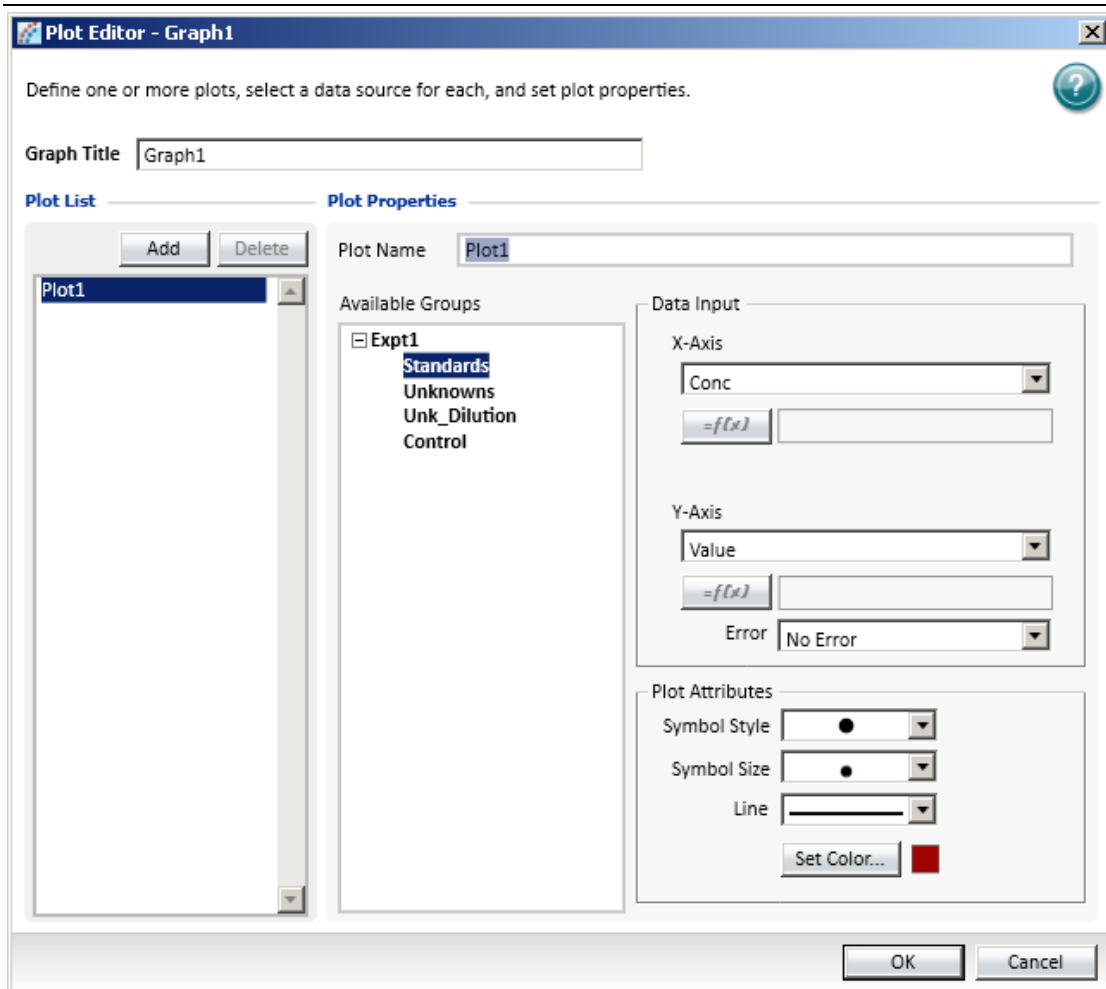 Plot Editor - Graph1
?
Define one or more plots, select a data source for each, and set plot properties.
Graph Title Graph1
Plot List
Plot Properties
Add Delete
Plot1
Plot Name Plot1
Available Groups
Expt1
Standards
Unknowns
Unk_Dilution
Control
Data Input
X-Axis
Conc
=f(x)
Y-Axis
Value
=f(x)
Error No Error
Plot Attributes
Symbol Style
Symbol Size
Line
Set Color...
OK Cancel